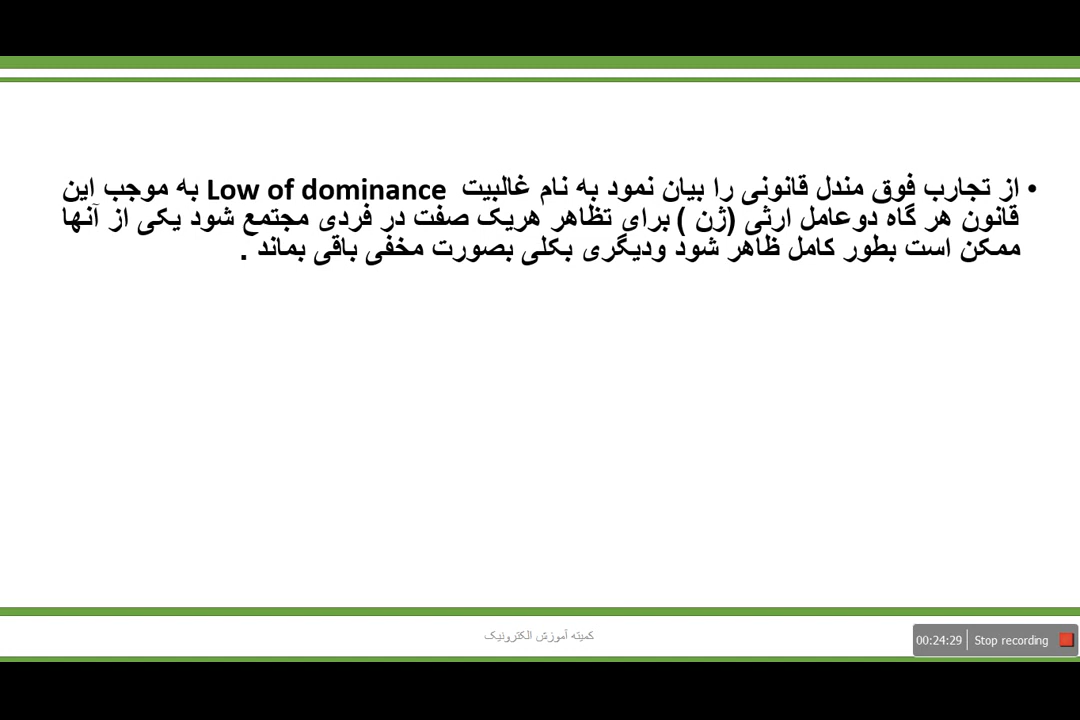 • از تجارب فوق مندل قانونی را بیان نمود به نام غالبیت Low of dominance به موجب این
قانون هر گاه دوعامل ارثی (ژن ) برای تظاهر هریک صفت در فردی مجتمع شود یکی از آنها
ممکن است بطور کامل ظاهر شود ودیگری بکلی بصورت مخفی باقی بماند .
کمیته آموزش الکترونیک
00:24:29 Stop recording